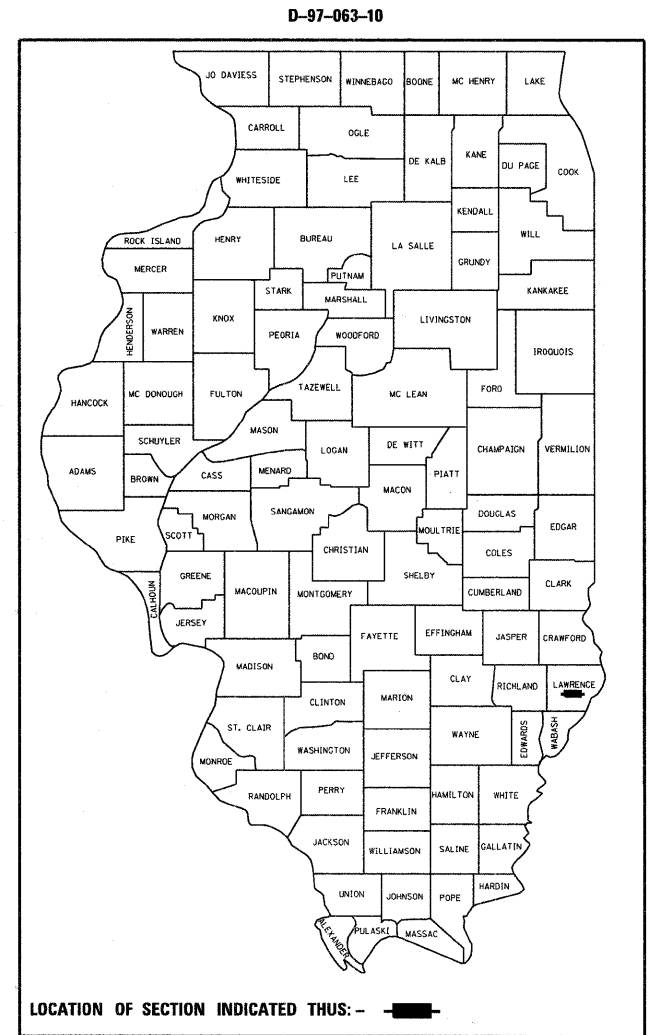 D-97-063-10
JO DAVIESS
STEPHENSON
WINNEBAGO
BOONE
MC HENRY
LAKE
CARROLL
OGLE
DE KALB
KANE
DU PAGE
COOK
WHITESIDE
LEE
KENDALL
WILL
ROCK ISLAND
HENRY
BUREAU
LA SALLE
GRUNDY
MERCER
PUTNAM
STARK
MARSHALL
KANKAKEE
HENDERSON
WARREN
KNOX
PEORIA
WOODFORD
LIVINGSTON
IROQUOIS
HANCOCK
MC DONOUGH
FULTON
TAZEWELL
MC LEAN
FORD
SCHUYLER
MASON
LOGAN
DE WITT
CHAMPAIGN
VERMILION
ADAMS
BROWN
CASS
MENARD
PIATT
MACON
PIKE
SCOTT
MORGAN
SANGAMON
CHRISTIAN
MOULTRIE
DOUGLAS
EDGAR
COLES
SHELBY
CALHOUN
GREENE
MACOUPIN
MONTGOMERY
CUMBERLAND
CLARK
JERSEY
FAYETTE
EFFINGHAM
JASPER
CRAWFORD
MADISON
BOND
CLAY
RICHLAND
LAWRENCE
CLINTON
MARION
ST. CLAIR
WAYNE
EDWARDS
WABASH
MONROE
WASHINGTON
JEFFERSON
RANDOLPH
PERRY
HAMILTON
WHITE
FRANKLIN
JACKSON
WILLIAMSON
SALINE
GALLATIN
UNION
JOHNSON
POPE
HARDIN
ALEXANDER
PULASKI
MASSAC
LOCATION OF SECTION INDICATED THUS: -